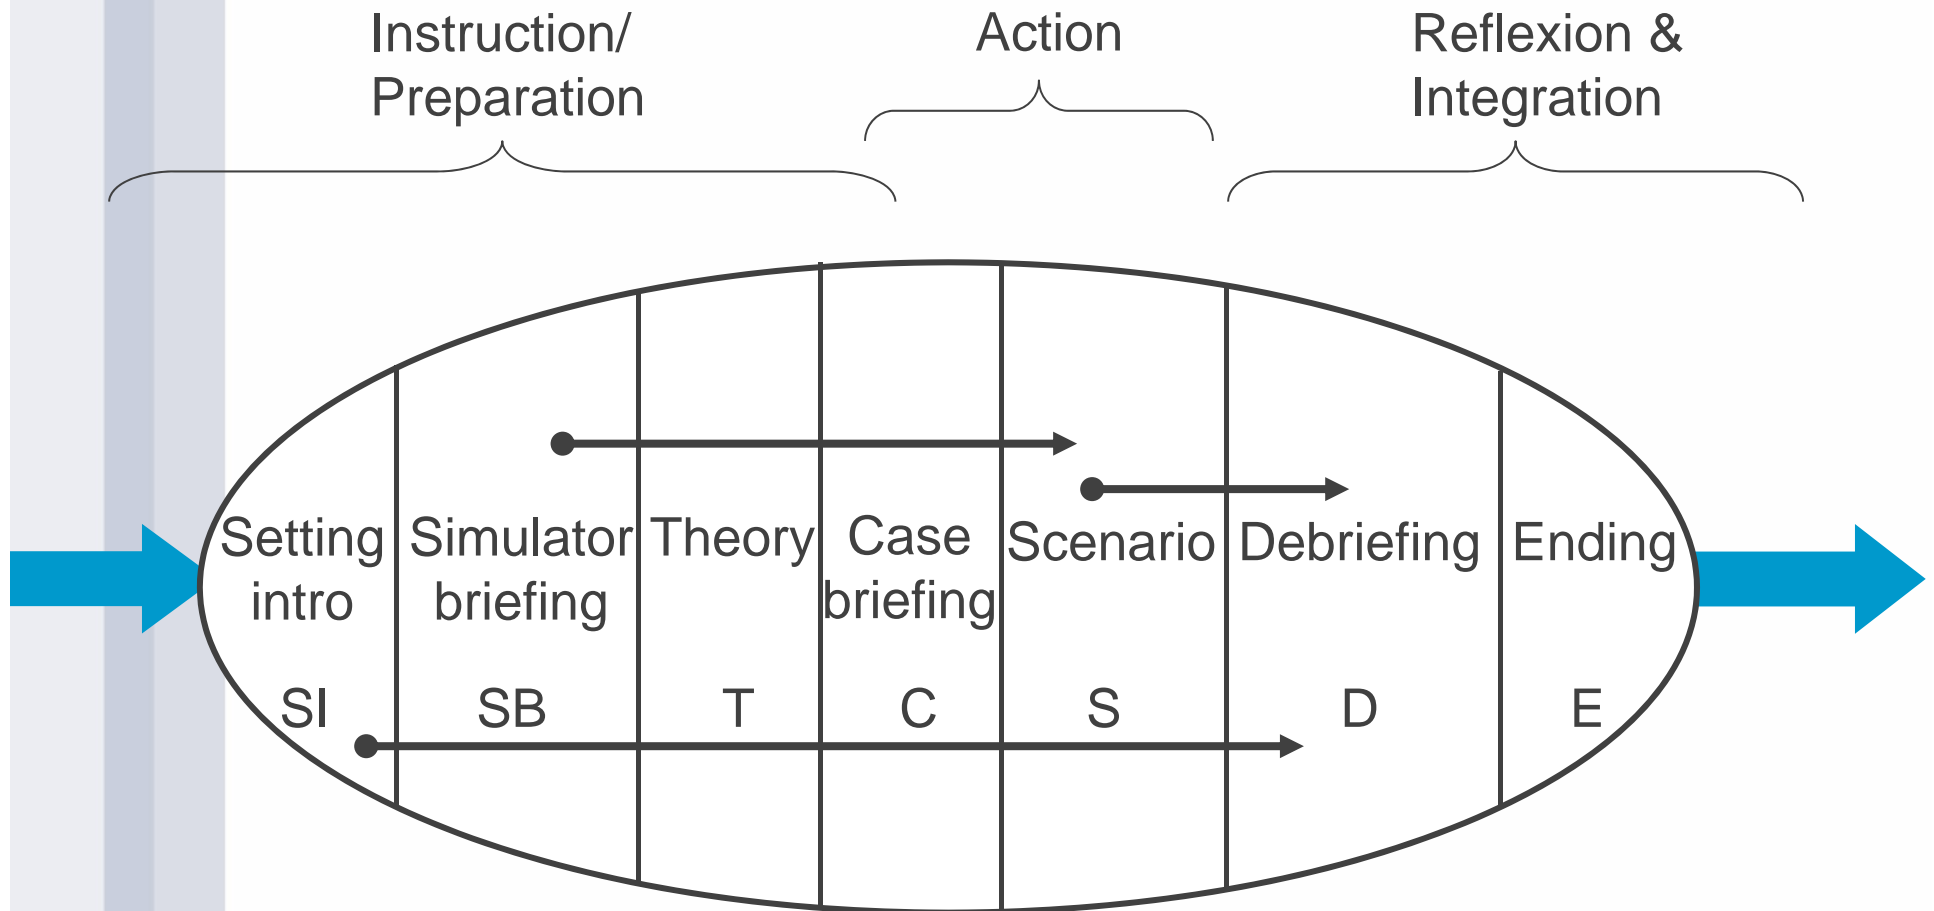 Instruction/
Preparation
Action
Reflexion &
Integration
Setting
intro
Simulator
briefing
Theory
Case
briefing
Scenario
Debriefing
Ending
SI
SB
T
C
S
D
E